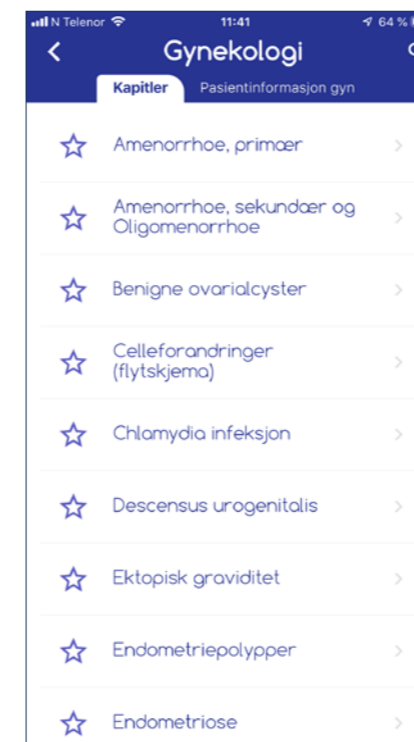 N Telenor 11:41 64 %
Gynekologi
Kapitler Pasientinformasjon gyn
Amenorrhoe, primær
Amenorrhoe, sekundær og
Oligomenorrhoe
Benigne ovarialcyster
Celleforandringer
(flytskjema)
Chlamydia infeksjon
Descensus urogenitalis
Ektopisk graviditet
Endometriepolypper
Endometriose